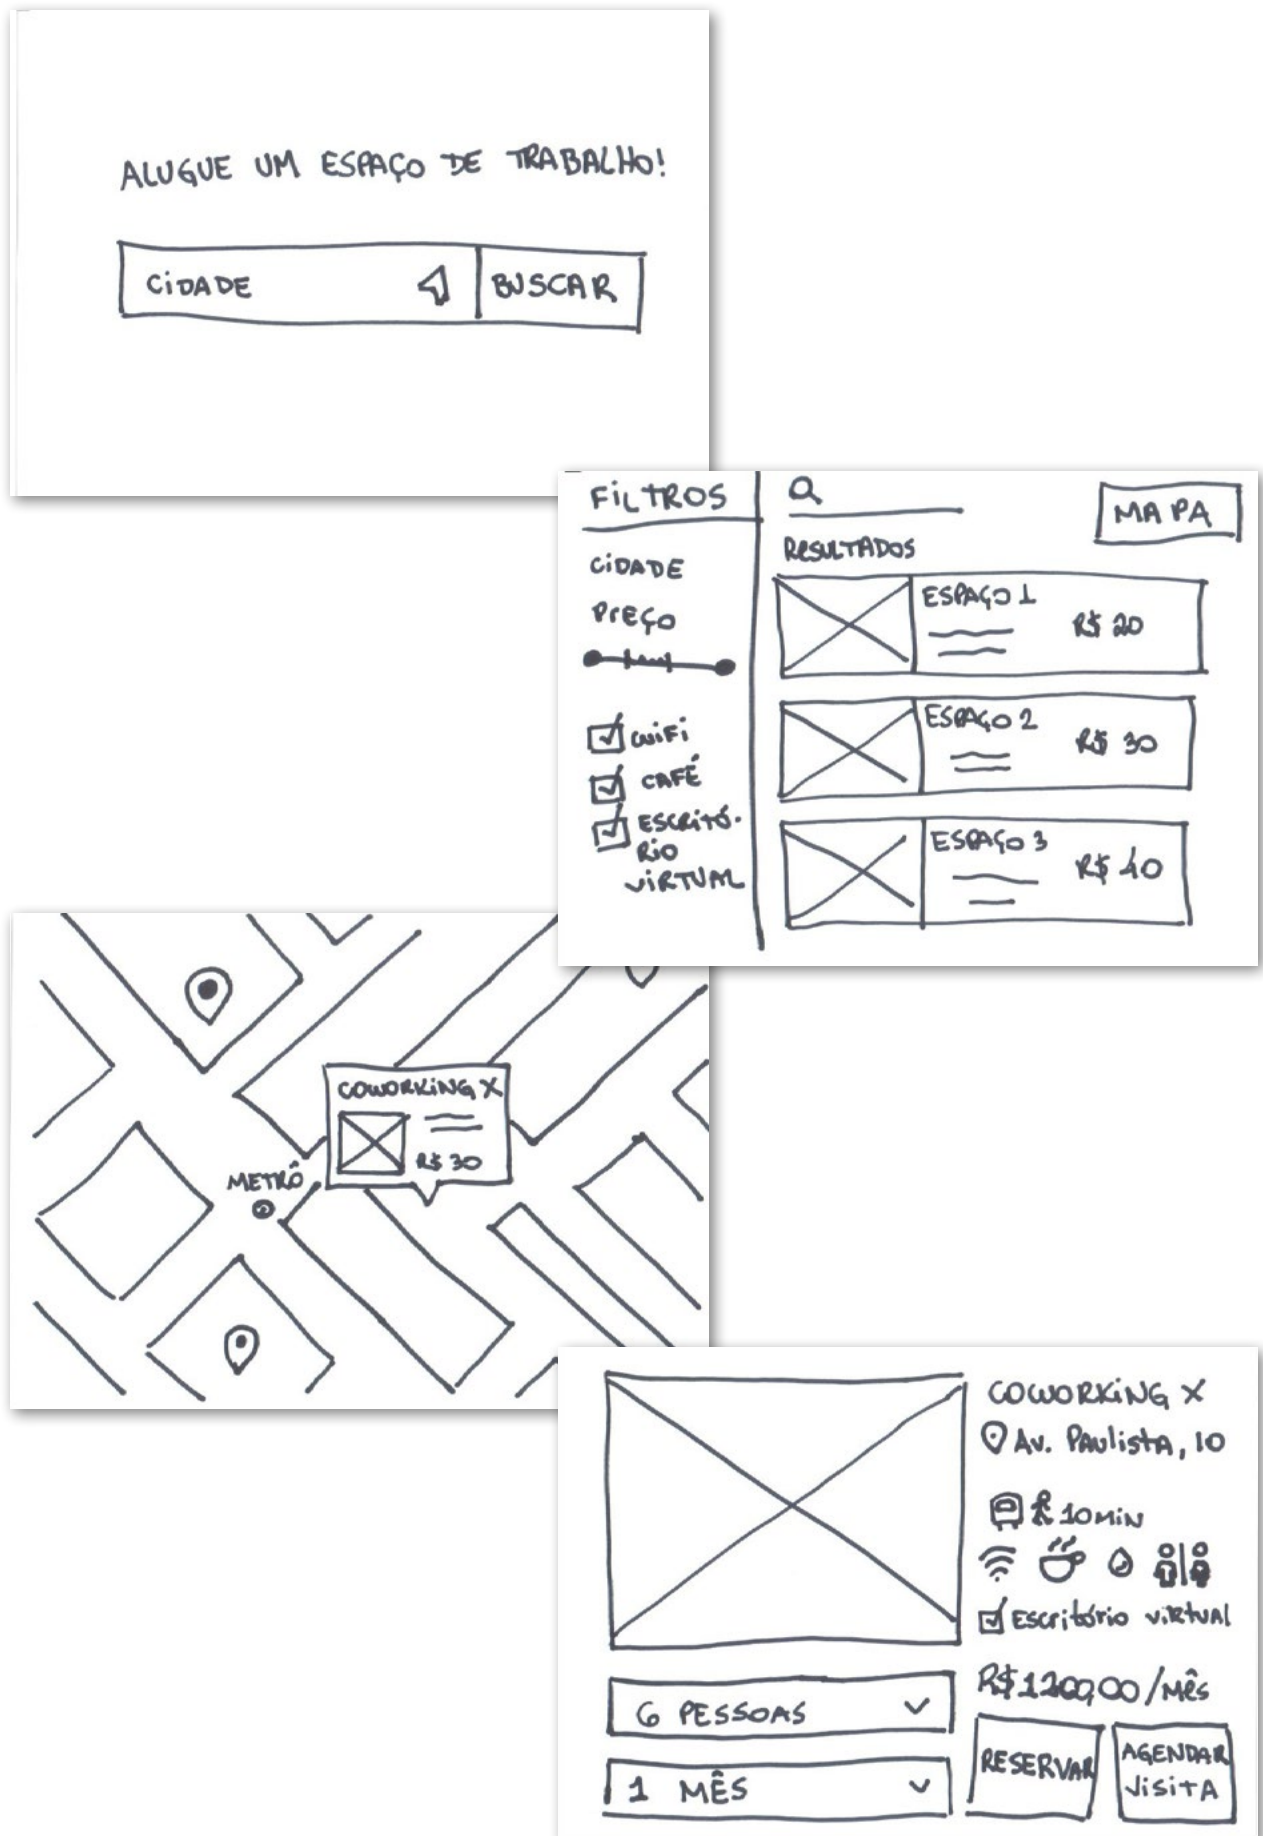 ALUGUE UM ESPAÇO DE TRABALHO!
CIDADE
BUSCAR
FILTROS
CIDADE
PREÇO
WIFI
CAFÉ
ESCRITÓ-
RIO
VIRTUAL
MAPA
RESULTADOS
ESPAÇO 1
R$ 20
ESPAÇO 2
R$ 30
ESPAÇO 3
R$ 40
COWORKING X
R$ 30
METRÔ
COWORKING X
Av. Paulista, 10
10 MIN
Escritório virtual
R$1200,00/Mês
6 PESSOAS
1 MÊS
RESERVAR
AGENDAR
VISITA